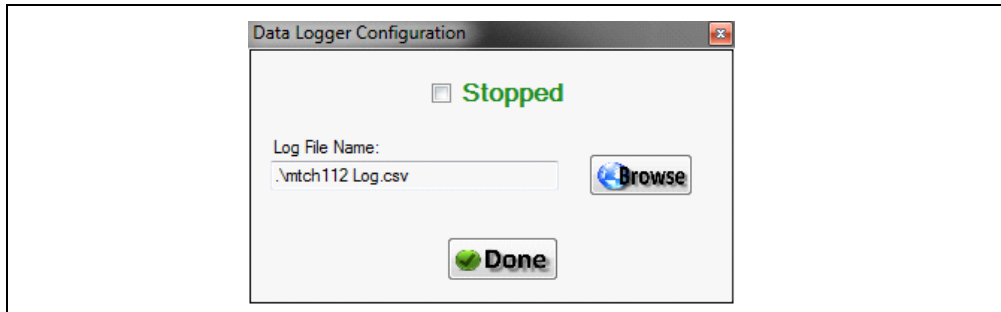 Data Logger Configuration
Stopped
Log File Name:
.\mtch112 Log.csv
Browse
Done